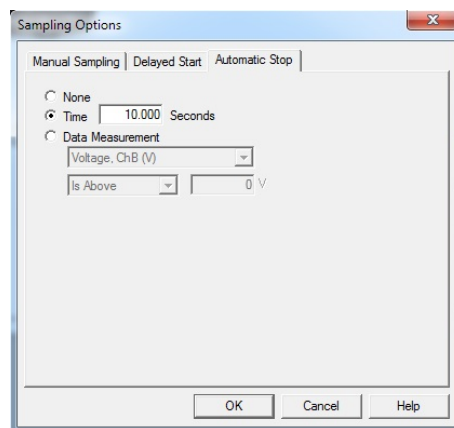 Sampling Options
Manual Sampling Delayed Start Automatic Stop
None
Time 10.000 Seconds
Data Measurement
Voltage, ChB (V)
Is Above 0 V
OK Cancel Help